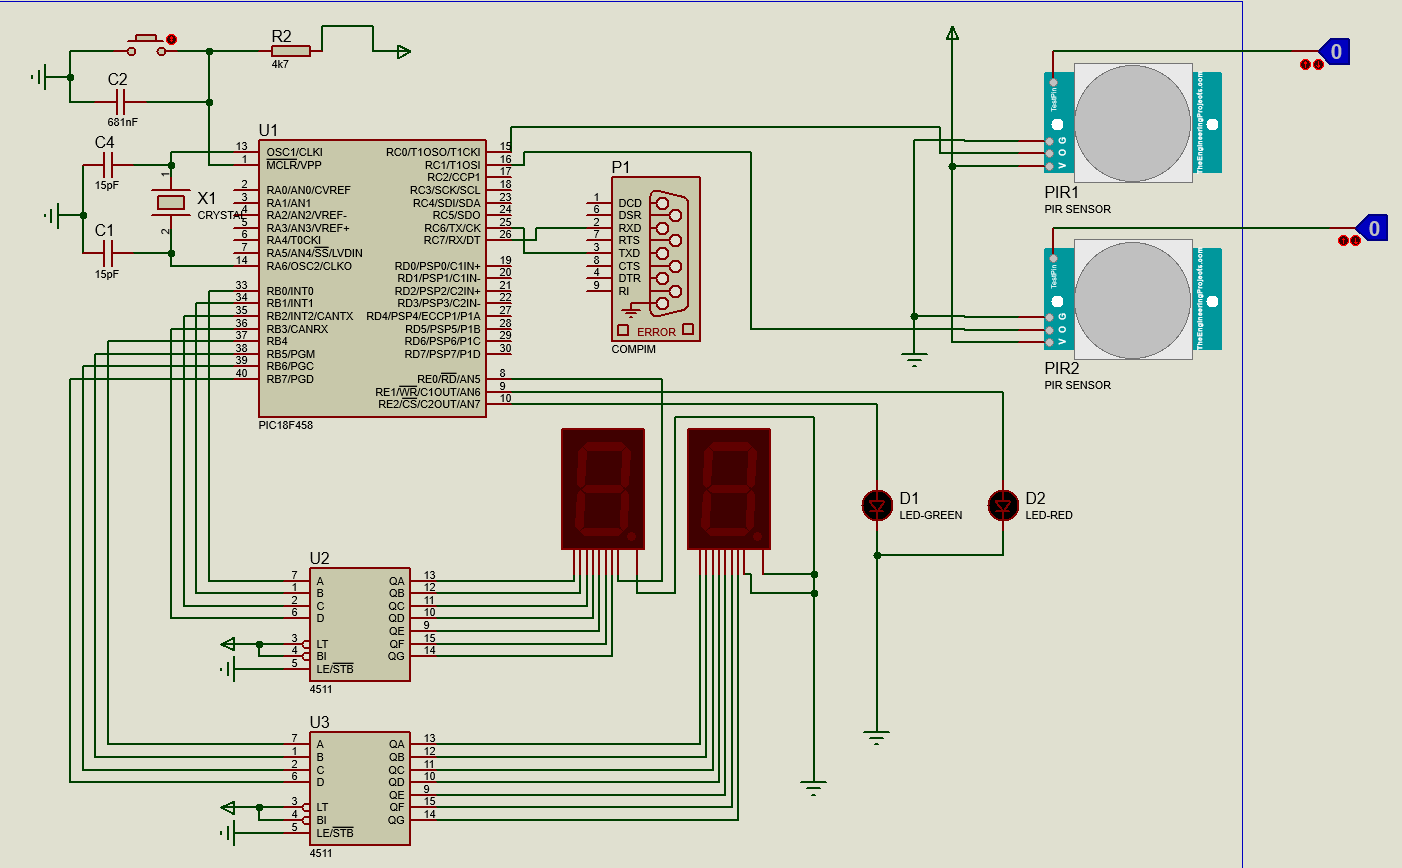 R2
4k7
C2
681nF
C4
15pF
X1
CRYSTAL
1
2
C1
15pF
U1
13 OSC1/CLKI
1 MCLR/VPP
2 RA0/AN0/CVREF
3 RA1/AN1
4 RA2/AN2/VREF-
5 RA3/AN3/VREF+
6 RA4/T0CKI
7 RA5/AN4/SS/LVDIN
14 RA6/OSC2/CLKO
33 RB0/INT0
34 RB1/INT1
35 RB2/INT2/CANTX
36 RB3/CANRX
37 RB4
38 RB5/PGM
39 RB6/PGC
40 RB7/PGD
RC0/T1OSO/T1CKI 15
RC1/T1OSI 16
RC2/CCP1 17
RC3/SCK/SCL 18
RC4/SDI/SDA 23
RC5/SDO 24
RC6/TX/CK 25
RC7/RX/DT 26
RD0/PSP0/C1IN+ 19
RD1/PSP1/C1IN- 20
RD2/PSP2/C2IN+ 21
RD3/PSP3/C2IN- 22
RD4/PSP4/ECCP1/P1A 27
RD5/PSP5/P1B 28
RD6/PSP6/P1C 29
RD7/PSP7/P1D 30
RE0/RD/AN5 8
RE1/WR/C1OUT/AN6 9
RE2/CS/C2OUT/AN7 10
PIC18F458
P1
1 DCD
6 DSR
2 RXD
7 RTS
3 TXD
8 CTS
4 DTR
9 RI
ERROR
COMPIM
0
TestPin
V O G
TheEngineeringProjects.com
PIR1
PIR SENSOR
0
TestPin
V O G
TheEngineeringProjects.com
PIR2
PIR SENSOR
D1
LED-GREEN
D2
LED-RED
U2
7 A QA 13
1 B QB 12
2 C QC 11
6 D QD 10
QE 9
3 LT QF 15
4 BI QG 14
5 LE/STB
4511
U3
7 A QA 13
1 B QB 12
2 C QC 11
6 D QD 10
QE 9
3 LT QF 15
4 BI QG 14
5 LE/STB
4511